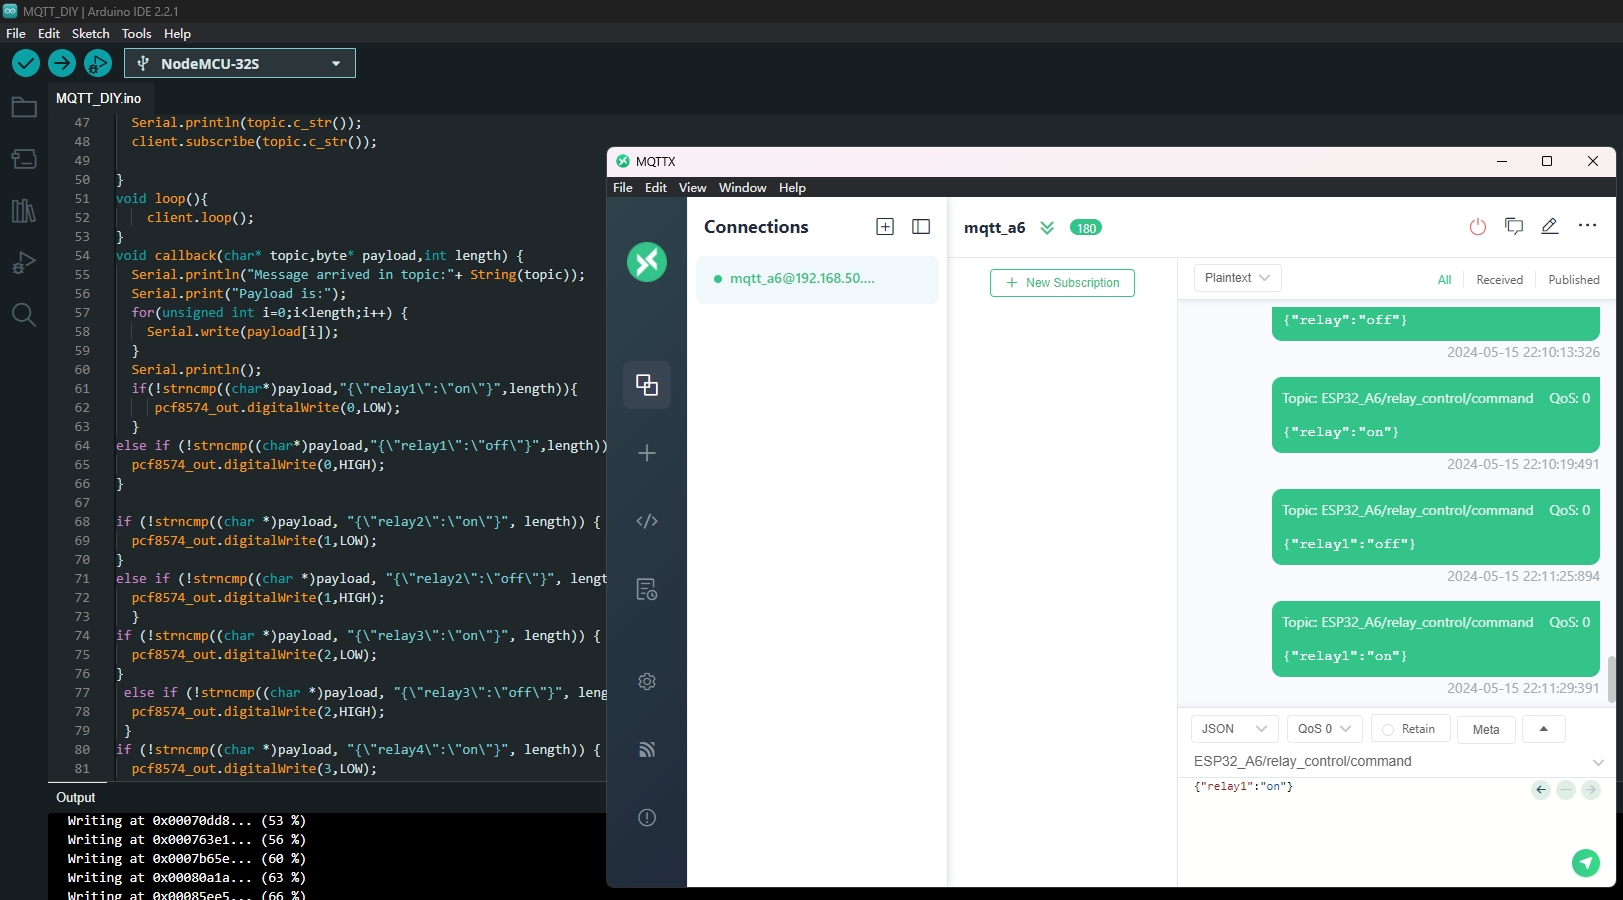 MQTT_DIY | Arduino IDE 2.2.1
File Edit Sketch Tools Help
NodeMCU-32S
MQTT_DIY.ino
47 Serial.println(topic.c_str());
48 client.subscribe(topic.c_str());
49
50 }
51 void loop(){
52 client.loop();
53 }
54 void callback(char* topic,byte* payload,int length) {
55 Serial.println("Message arrived in topic:"+ String(topic));
56 Serial.print("Payload is:");
57 for(unsigned int i=0;i<length;i++) {
58 Serial.write(payload[i]);
59 }
60 Serial.println();
61 if(!strncmp((char*)payload,"{\"relay1\":\"on\"}",length)){
62 pcf8574_out.digitalWrite(0,LOW);
63 }
64 else if (!strncmp((char*)payload,"{\"relay1\":\"off\"}",length))
65 pcf8574_out.digitalWrite(0,HIGH);
66 }
67
68 if (!strncmp((char *)payload, "{\"relay2\":\"on\"}", length)) {
69 pcf8574_out.digitalWrite(1,LOW);
70 }
71 else if (!strncmp((char *)payload, "{\"relay2\":\"off\"}", lengt
72 pcf8574_out.digitalWrite(1,HIGH);
73 }
74 if (!strncmp((char *)payload, "{\"relay3\":\"on\"}", length)) {
75 pcf8574_out.digitalWrite(2,LOW);
76 }
77 else if (!strncmp((char *)payload, "{\"relay3\":\"off\"}", leng
78 pcf8574_out.digitalWrite(2,HIGH);
79 }
80 if (!strncmp((char *)payload, "{\"relay4\":\"on\"}", length)) {
81 pcf8574_out.digitalWrite(3,LOW);
Output
Writing at 0x00070dd8... (53 %)
Writing at 0x000763e1... (56 %)
Writing at 0x0007b65e... (60 %)
Writing at 0x00080a1a... (63 %)
Writing at 0x00085ee5... (66 %)
MQTTX
File Edit View Window Help
Connections
mqtt_a6@192.168.50....
mqtt_a6 180
+ New Subscription
Plaintext
All Received Published
{"relay":"off"}
2024-05-15 22:10:13:326
Topic: ESP32_A6/relay_control/command QoS: 0
{"relay":"on"}
2024-05-15 22:10:19:491
Topic: ESP32_A6/relay_control/command QoS: 0
{"relay1":"off"}
2024-05-15 22:11:25:894
Topic: ESP32_A6/relay_control/command QoS: 0
{"relay1":"on"}
2024-05-15 22:11:29:391
JSON QoS 0 Retain Meta
ESP32_A6/relay_control/command
{"relay1":"on"}